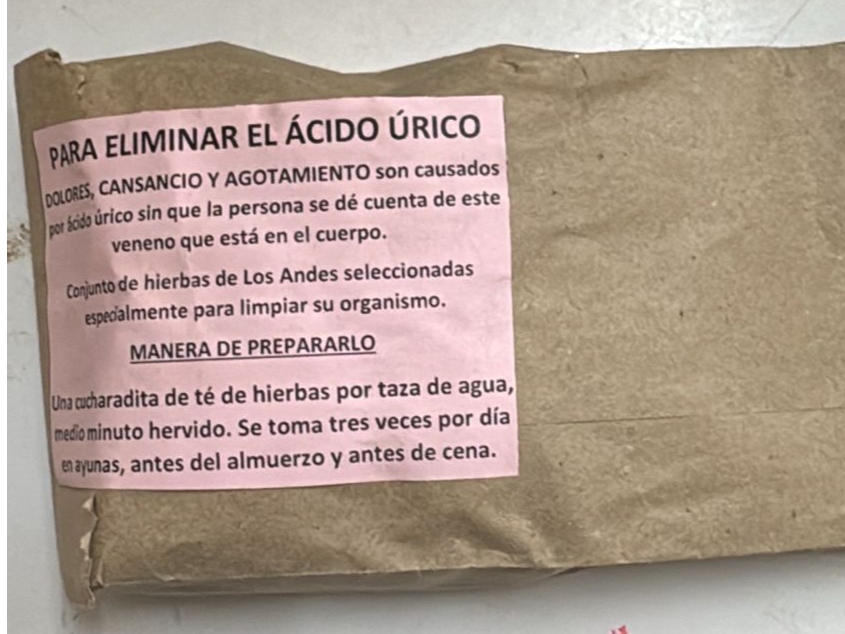 PARA ELIMINAR EL ÁCIDO ÚRICO
DOLORES, CANSANCIO Y AGOTAMIENTO son causados
por ácido úrico sin que la persona se dé cuenta de este
veneno que está en el cuerpo.
Conjunto de hierbas de Los Andes seleccionadas
especialmente para limpiar su organismo.
MANERA DE PREPARARLO
Una cucharadita de té de hierbas por taza de agua,
medio minuto hervido. Se toma tres veces por día
en ayunas, antes del almuerzo y antes de cena.